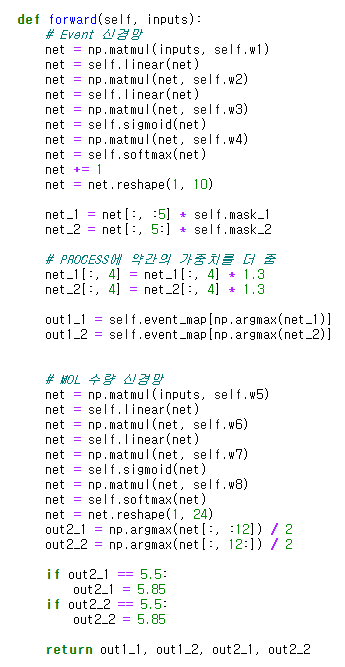 def forward(self, inputs):
    # Event 신경망
    net = np.matmul(inputs, self.w1)
    net = self.linear(net)
    net = np.matmul(net, self.w2)
    net = self.linear(net)
    net = np.matmul(net, self.w3)
    net = self.sigmoid(net)
    net = np.matmul(net, self.w4)
    net = self.softmax(net)
    net += 1
    net = net.reshape(1, 10)

    net_1 = net[:, :5] * self.mask_1
    net_2 = net[:, 5:] * self.mask_2

    # PROCESS에 약간의 가중치를 더 줌
    net_1[:, 4] = net_1[:, 4] * 1.3
    net_2[:, 4] = net_2[:, 4] * 1.3

    out1_1 = self.event_map[np.argmax(net_1)]
    out1_2 = self.event_map[np.argmax(net_2)]


    # MOL 수량 신경망
    net = np.matmul(inputs, self.w5)
    net = self.linear(net)
    net = np.matmul(net, self.w6)
    net = self.linear(net)
    net = np.matmul(net, self.w7)
    net = self.sigmoid(net)
    net = np.matmul(net, self.w8)
    net = self.softmax(net)
    net = net.reshape(1, 24)
    out2_1 = np.argmax(net[:, :12]) / 2
    out2_2 = np.argmax(net[:, 12:]) / 2

    if out2_1 == 5.5:
        out2_1 = 5.85
    if out2_2 == 5.5:
        out2_2 = 5.85

    return out1_1, out1_2, out2_1, out2_2